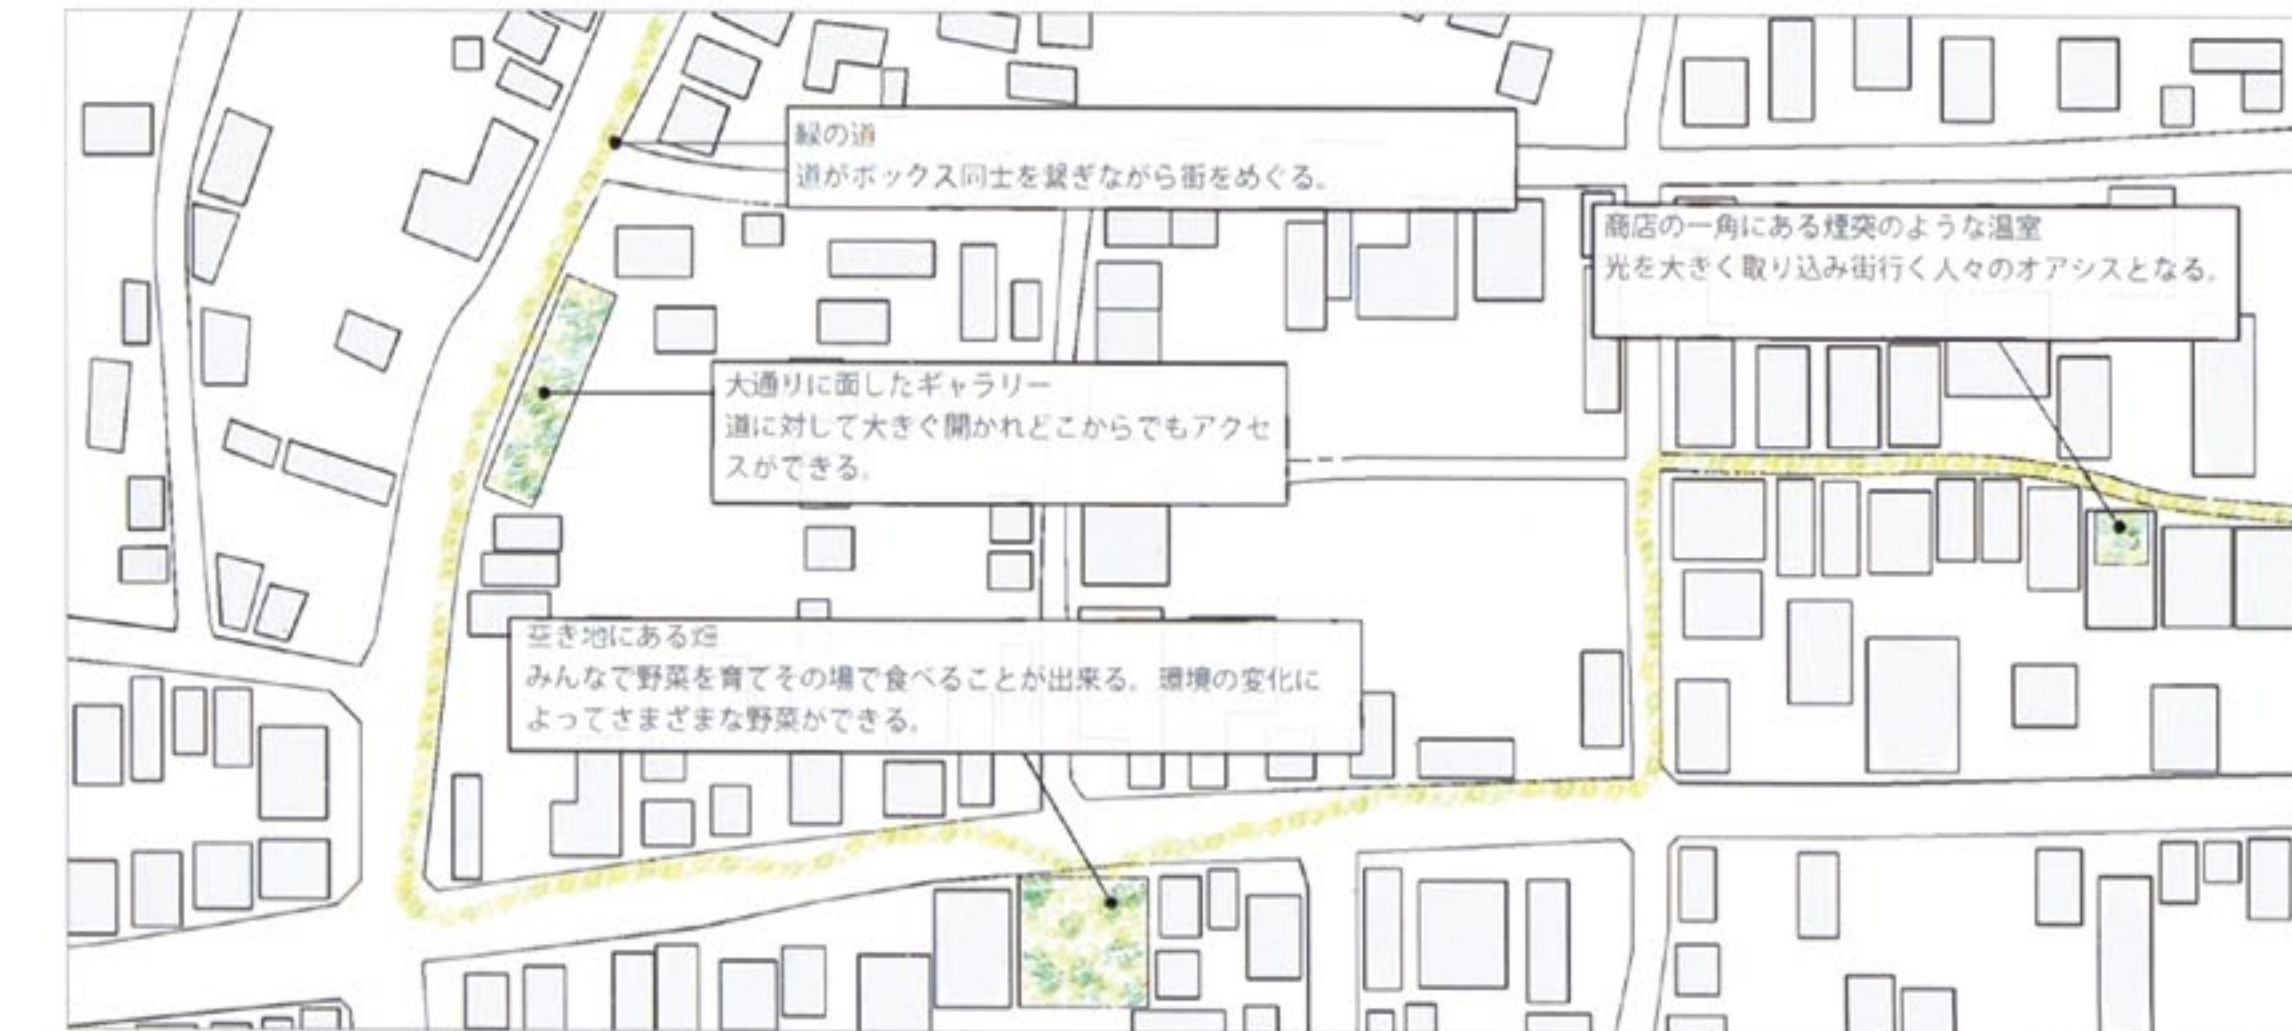 緑の道
道がボックス同士を繋ぎながら街をめぐる。
商店の一角にある煙突のような温室
光を大きく取り込み街行く人々のオアシスとなる。
大通りに面したギャラリー
道に対して大きく開かれどこからでもアクセ
スができる。
空き地にある畑
みんなで野菜を育てその場で食べることが出来る。環境の変化に
よってさまざまな野菜ができる。